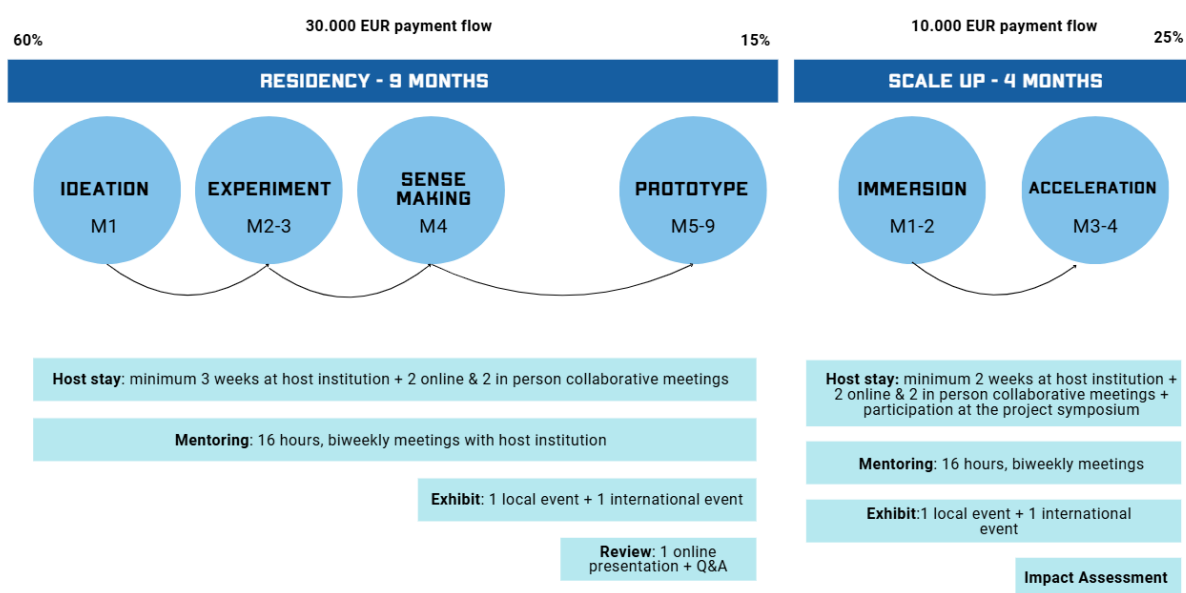 30.000 EUR payment flow
60%
15%
RESIDENCY - 9 MONTHS
IDEATION
M1
EXPERIMENT
M2-3
SENSE
MAKING
M4
PROTOTYPE
M5-9
Host stay: minimum 3 weeks at host institution + 2 online & 2 in person collaborative meetings
Mentoring: 16 hours, biweekly meetings with host institution
Exhibit: 1 local event + 1 international event
Review: 1 online
presentation + Q&A
10.000 EUR payment flow
25%
SCALE UP - 4 MONTHS
IMMERSION
M1-2
ACCELERATION
M3-4
Host stay: minimum 2 weeks at host institution +
2 online & 2 in person collaborative meetings +
participation at the project symposium
Mentoring: 16 hours, biweekly meetings
Exhibit:1 local event + 1 international
event
Impact Assessment